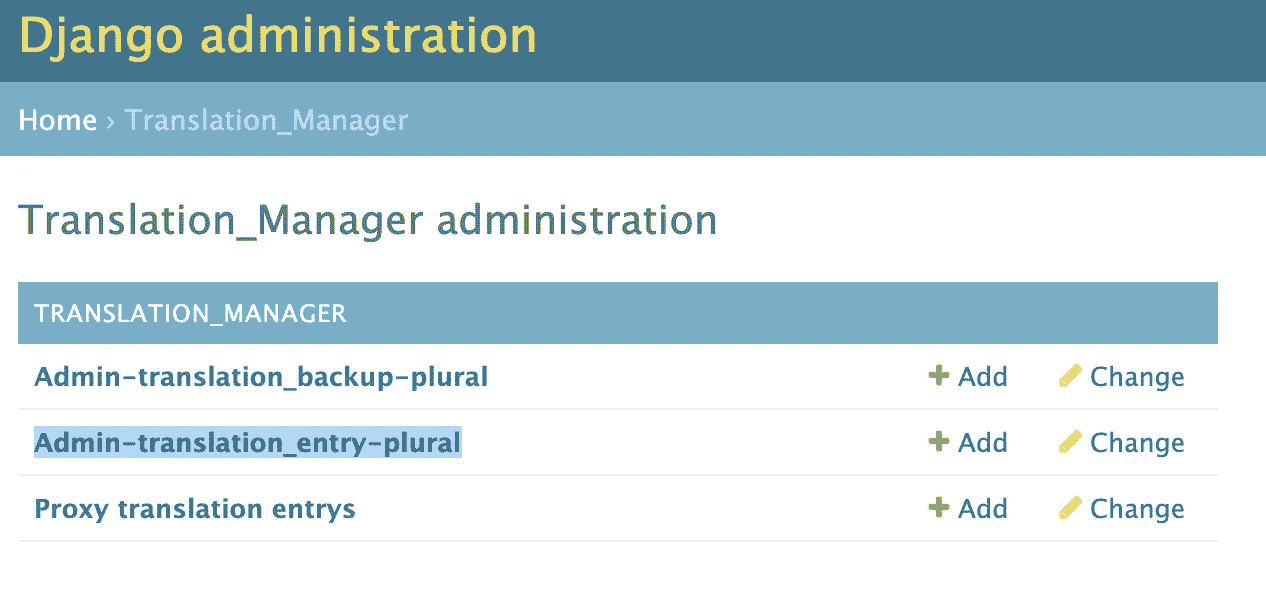 Django administration
Home › Translation_Manager
Translation_Manager administration
TRANSLATION_MANAGER
Admin-translation_backup-plural Add Change
Admin-translation_entry-plural Add Change
Proxy translation entrys Add Change